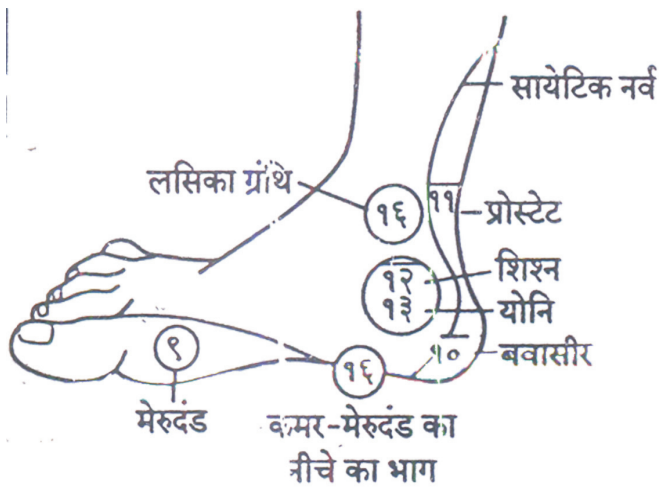 सायेटिक नर्व
लसिका ग्रंथि
१६
११
प्रोस्टेट
१२
शिश्न
१३
योनि
९
१६
१०
बवासीर
मेरुदंड
कमर-मेरुदंड का
नीचे का भाग